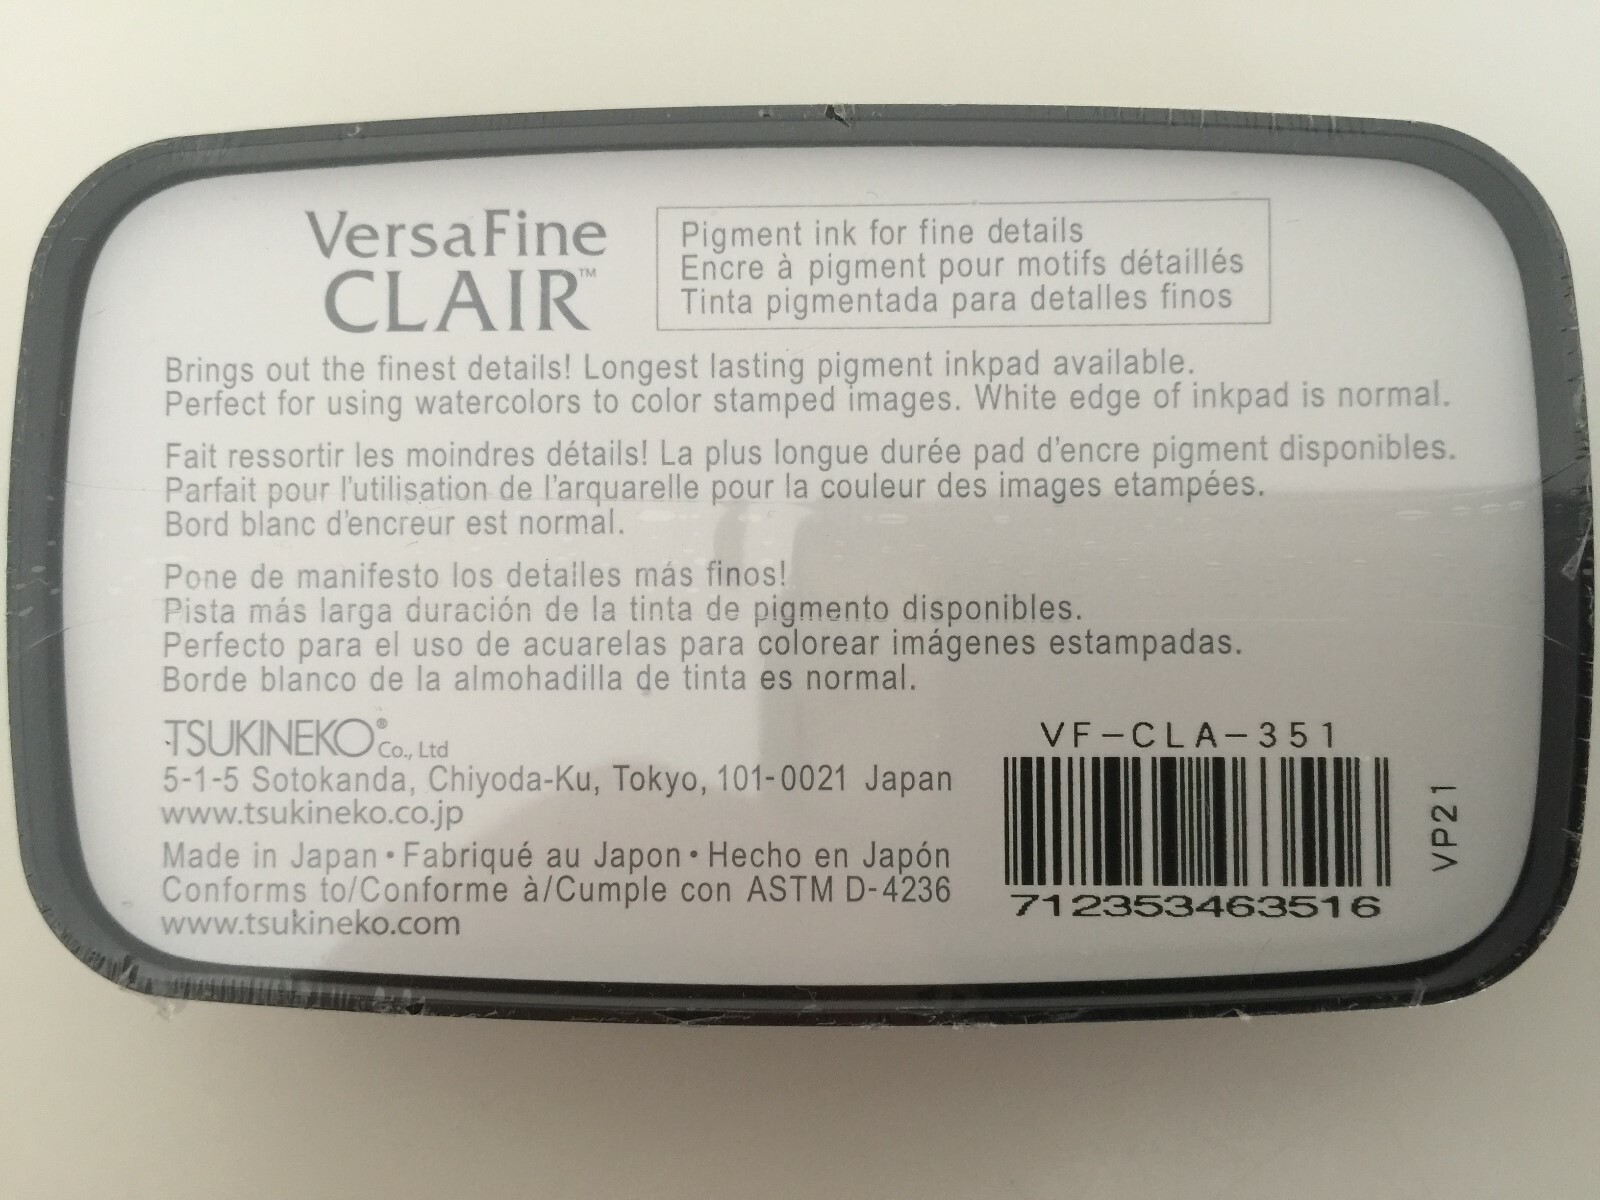 VersaFine
CLAIR™
Pigment ink for fine details
Encre à pigment pour motifs détaillés
Tinta pigmentada para detalles finos
Brings out the finest details! Longest lasting pigment inkpad available.
Perfect for using watercolors to color stamped images. White edge of inkpad is normal.
Fait ressortir les moindres détails! La plus longue durée pad d'encre pigment disponibles.
Parfait pour l'utilisation de l'arquarelle pour la couleur des images etampées.
Bord blanc d'encreur est normal.
Pone de manifesto los detalles más finos!
Pista más larga duración de la tinta de pigmento disponibles.
Perfecto para el uso de acuarelas para colorear imágenes estampadas.
Borde blanco de la almohadilla de tinta es normal.
TSUKINEKO® Co., Ltd
5-1-5 Sotokanda, Chiyoda-Ku, Tokyo, 101-0021 Japan
www.tsukineko.co.jp
Made in Japan • Fabriqué au Japon • Hecho en Japón
Conforms to/Conforme à/Cumple con ASTM D-4236
www.tsukineko.com
VF-CLA-351
712353463516
VP21